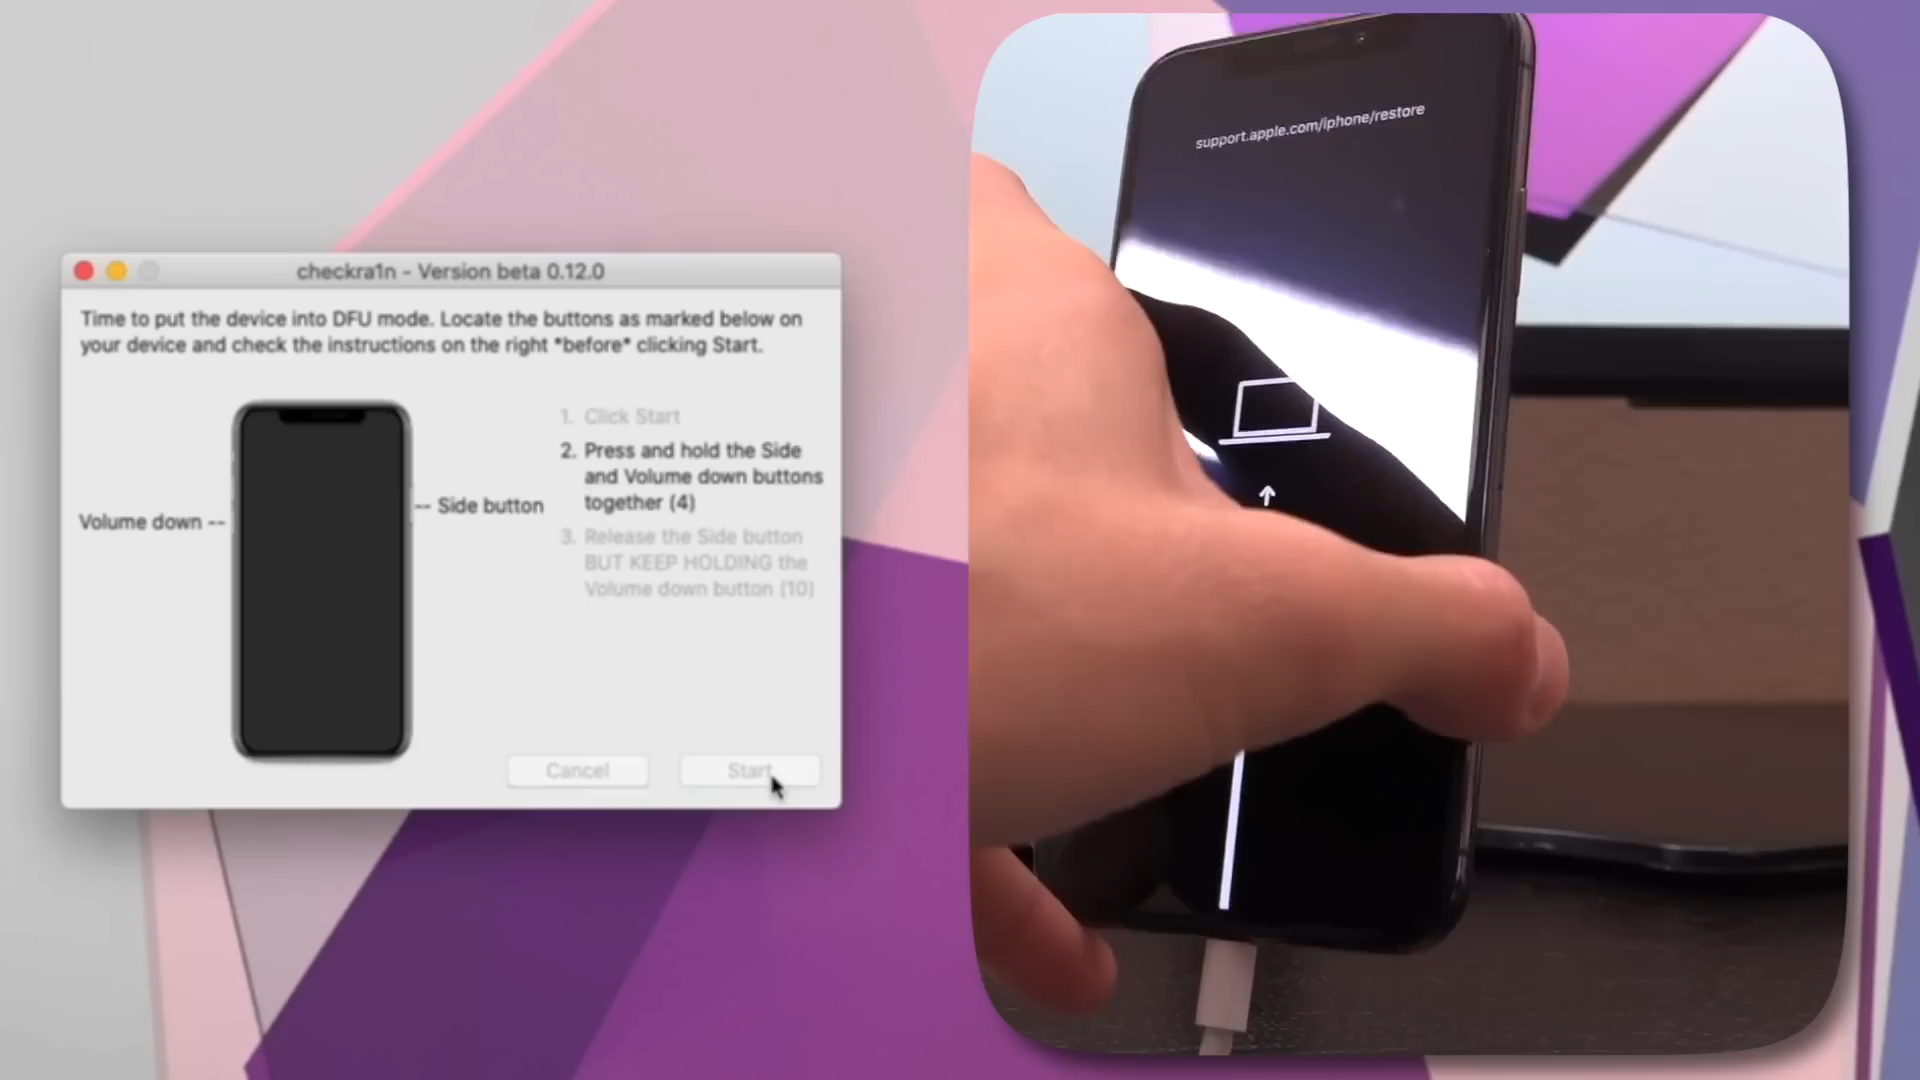 checkra1n - Version beta 0.12.0
Time to put the device into DFU mode. Locate the buttons as marked below on
your device and check the instructions on the right *before* clicking Start.
Volume down --
-- Side button
1. Click Start
2. Press and hold the Side
and Volume down buttons
together (4)
3. Release the Side button
BUT KEEP HOLDING the
Volume down button (10)
Cancel
Start
support.apple.com/iphone/restore